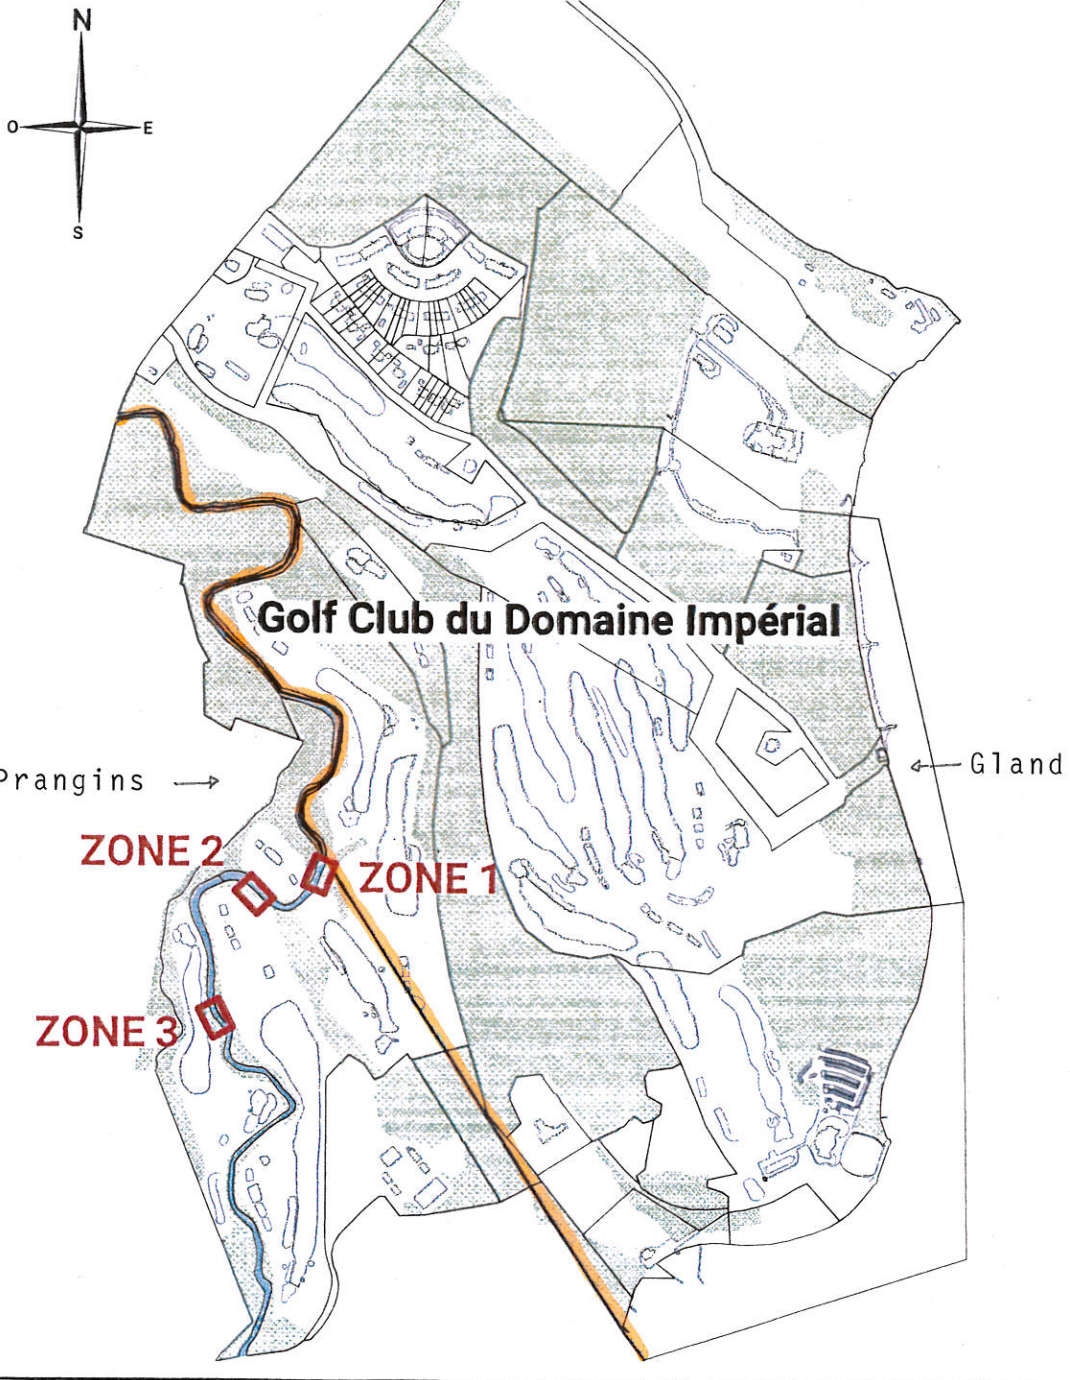 N
O E
S
Golf Club du Domaine Impérial
Prangins
Gland
ZONE 2
ZONE 1
ZONE 3